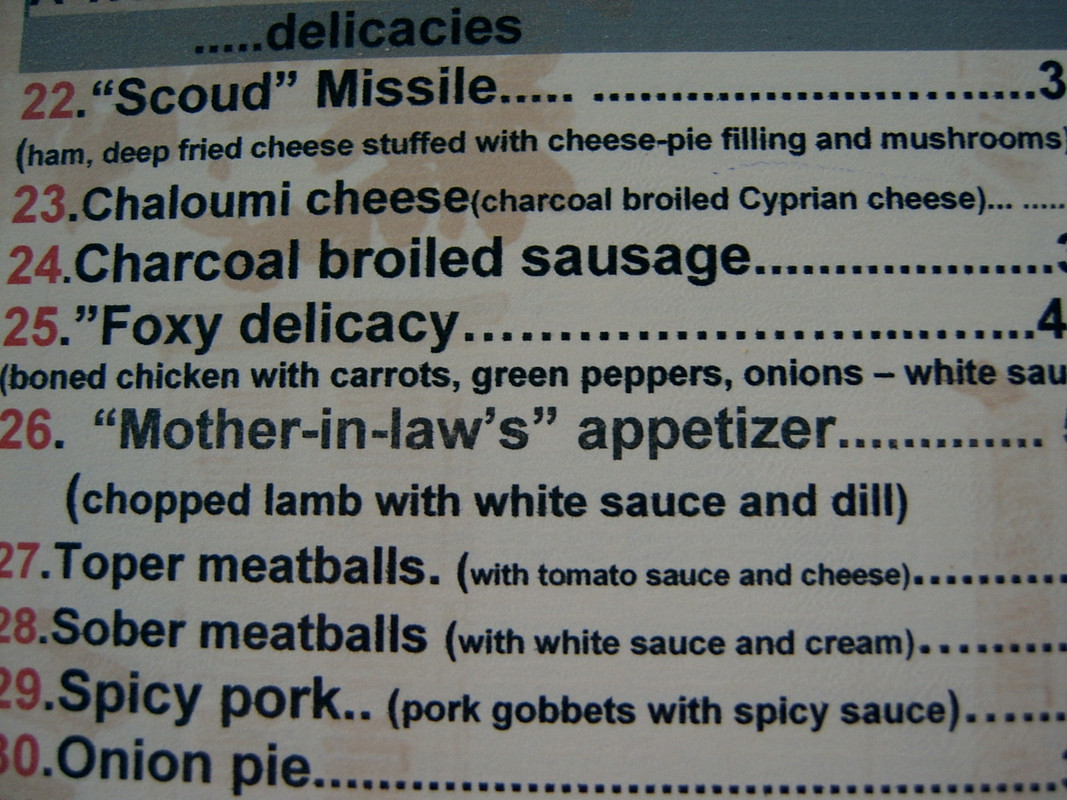 .....delicacies
22.“Scoud” Missile..... ..................................3
(ham, deep fried cheese stuffed with cheese-pie filling and mushrooms)
23.Chaloumi cheese(charcoal broiled Cyprian cheese)... .....
24.Charcoal broiled sausage...................3
25.”Foxy delicacy..................................4
(boned chicken with carrots, green peppers, onions – white sau
26. “Mother-in-law’s” appetizer.............
(chopped lamb with white sauce and dill)
27.Toper meatballs. (with tomato sauce and cheese)..........
28.Sober meatballs (with white sauce and cream)..........
29.Spicy pork.. (pork gobbets with spicy sauce).......
30.Onion pie..................................................